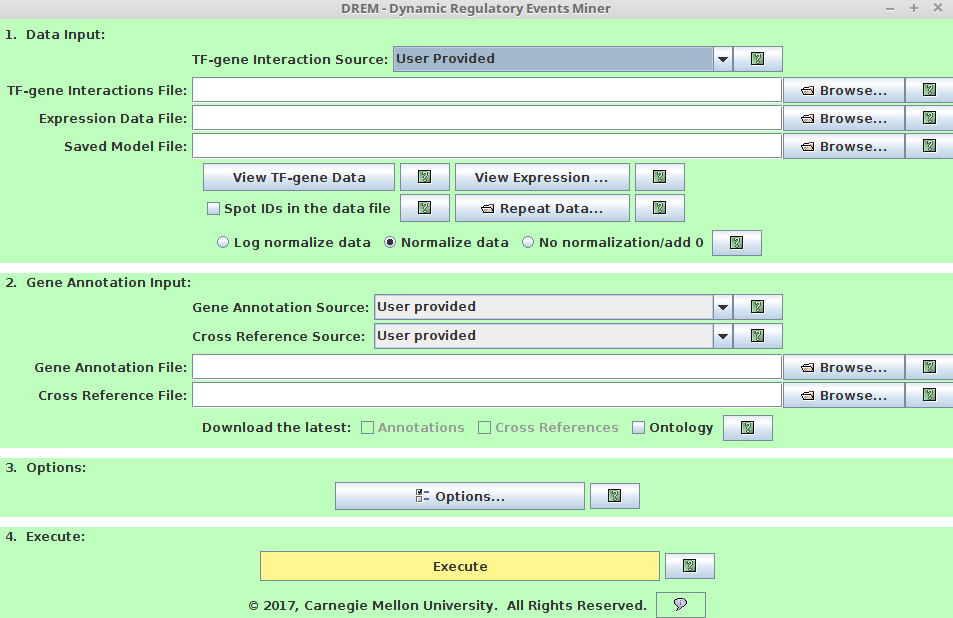 DREM - Dynamic Regulatory Events Miner
1. Data Input:
TF-gene Interaction Source: User Provided
TF-gene Interactions File: Browse...
Expression Data File: Browse...
Saved Model File: Browse...
View TF-gene Data View Expression ...
Spot IDs in the data file Repeat Data...
Log normalize data Normalize data No normalization/add 0
2. Gene Annotation Input:
Gene Annotation Source: User provided
Cross Reference Source: User provided
Gene Annotation File: Browse...
Cross Reference File: Browse...
Download the latest: Annotations Cross References Ontology
3. Options:
Options...
4. Execute:
Execute
© 2017, Carnegie Mellon University. All Rights Reserved.